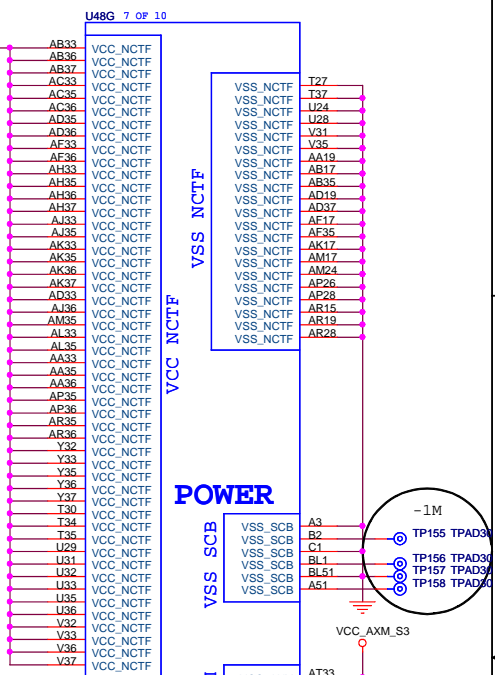 U48G 7 OF 10
AB33 VCC_NCTF
AB36 VCC_NCTF
AB37 VCC_NCTF
AC33 VCC_NCTF
AC35 VCC_NCTF
AC36 VCC_NCTF
AD35 VCC_NCTF
AD36 VCC_NCTF
AF33 VCC_NCTF
AF36 VCC_NCTF
AH33 VCC_NCTF
AH35 VCC_NCTF
AH36 VCC_NCTF
AH37 VCC_NCTF
AJ33 VCC_NCTF
AJ35 VCC_NCTF
AK33 VCC_NCTF
AK35 VCC_NCTF
AK36 VCC_NCTF
AK37 VCC_NCTF
AD33 VCC_NCTF
AJ36 VCC_NCTF
AM35 VCC_NCTF
AL33 VCC_NCTF
AL35 VCC_NCTF
AA33 VCC_NCTF
AA35 VCC_NCTF
AA36 VCC_NCTF
AP35 VCC_NCTF
AP36 VCC_NCTF
AR35 VCC_NCTF
AR36 VCC_NCTF
Y32 VCC_NCTF
Y33 VCC_NCTF
Y35 VCC_NCTF
Y36 VCC_NCTF
Y37 VCC_NCTF
T30 VCC_NCTF
T34 VCC_NCTF
T35 VCC_NCTF
U29 VCC_NCTF
U31 VCC_NCTF
U32 VCC_NCTF
U33 VCC_NCTF
U35 VCC_NCTF
U36 VCC_NCTF
V32 VCC_NCTF
V33 VCC_NCTF
V36 VCC_NCTF
V37 VCC_NCTF
VCC NCTF
VSS NCTF
VSS_NCTF T27
VSS_NCTF T37
VSS_NCTF U24
VSS_NCTF U28
VSS_NCTF V31
VSS_NCTF V35
VSS_NCTF AA19
VSS_NCTF AB17
VSS_NCTF AB35
VSS_NCTF AD19
VSS_NCTF AD37
VSS_NCTF AF17
VSS_NCTF AF35
VSS_NCTF AK17
VSS_NCTF AM17
VSS_NCTF AM24
VSS_NCTF AP26
VSS_NCTF AP28
VSS_NCTF AR15
VSS_NCTF AR19
VSS_NCTF AR28
POWER
VSS SCB
VSS_SCB A3
VSS_SCB B2
VSS_SCB C1
VSS_SCB BL1
VSS_SCB BL51
VSS_SCB A51
-1M
TP155 TPAD30
TP156 TPAD30
TP157 TPAD30
TP158 TPAD30
VCC_AXM_S3
AT33